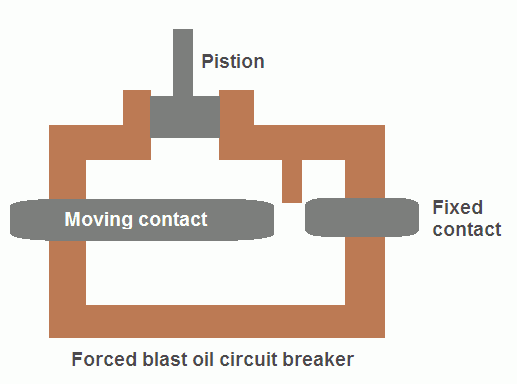 Pistion
Moving contact
Fixed
contact
Forced blast oil circuit breaker